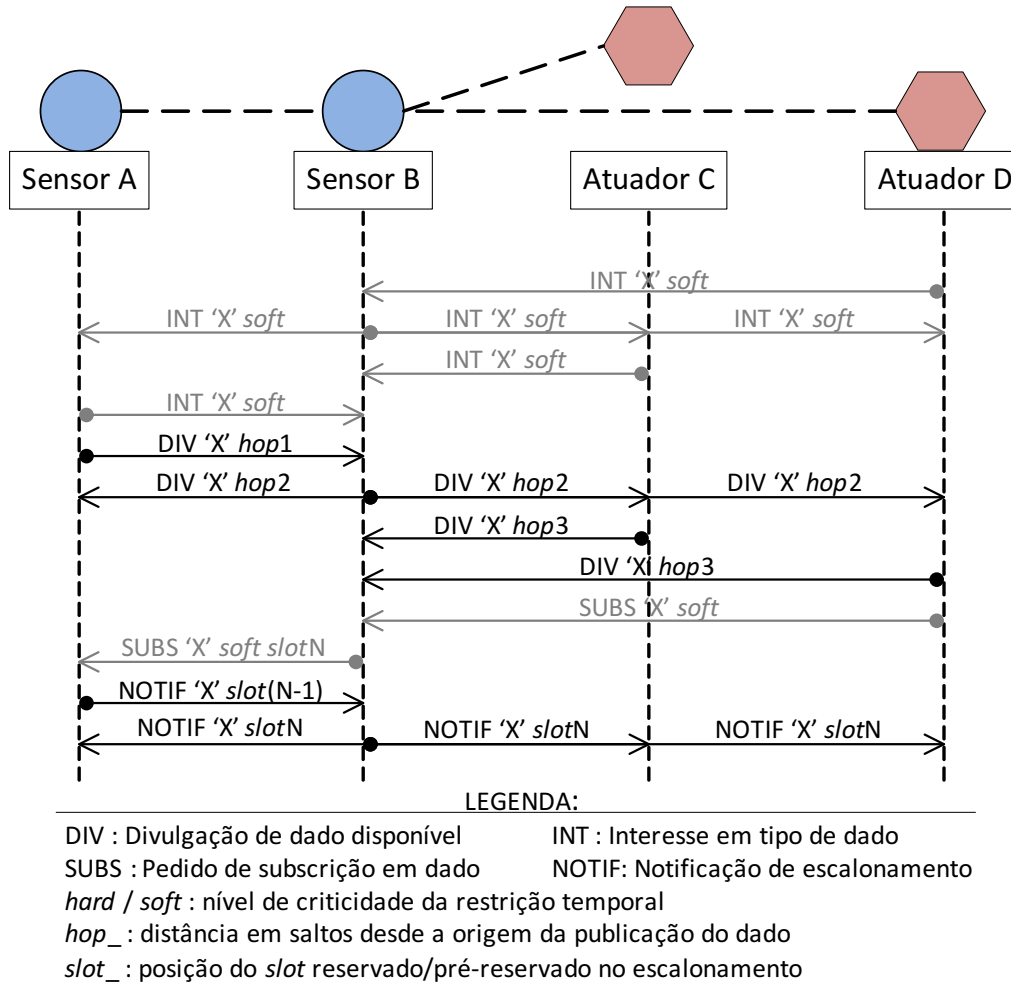 Sensor A Sensor B Atuador C Atuador D
INT ‘X’ soft
INT ‘X’ soft INT ‘X’ soft INT ‘X’ soft
INT ‘X’ soft
INT ‘X’ soft
DIV ‘X’ hop1
DIV ‘X’ hop2 DIV ‘X’ hop2 DIV ‘X’ hop2
DIV ‘X’ hop3
DIV ‘X’ hop3
SUBS ‘X’ soft
SUBS ‘X’ soft slotN
NOTIF ‘X’ slot(N-1)
NOTIF ‘X’ slotN NOTIF ‘X’ slotN NOTIF ‘X’ slotN
LEGENDA:
DIV : Divulgação de dado disponível INT : Interesse em tipo de dado
SUBS : Pedido de subscrição em dado NOTIF: Notificação de escalonamento
hard / soft : nível de criticidade da restrição temporal
hop_ : distância em saltos desde a origem da publicação do dado
slot_ : posição do slot reservado/pré-reservado no escalonamento